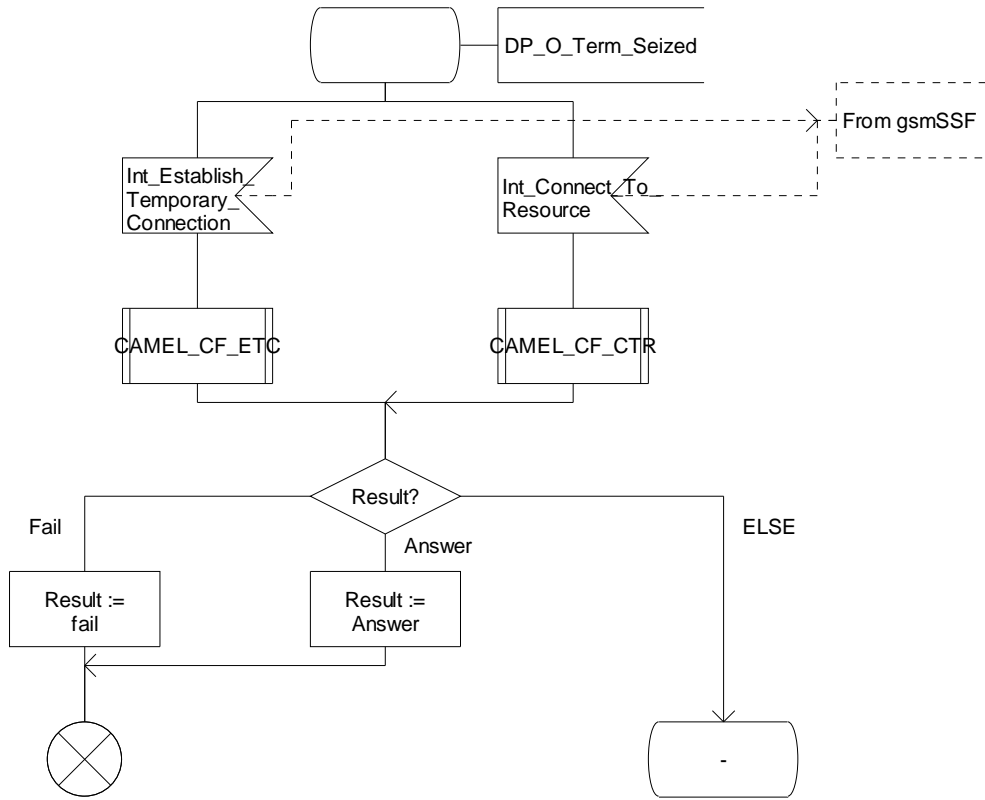 DP_O_Term_Seized
From gsmSSF
Int_Establish_
Temporary_
Connection
Int_Connect_To_
Resource
CAMEL_CF_ETC
CAMEL_CF_CTR
Result?
Fail
Answer
ELSE
Result :=
fail
Result :=
Answer
-